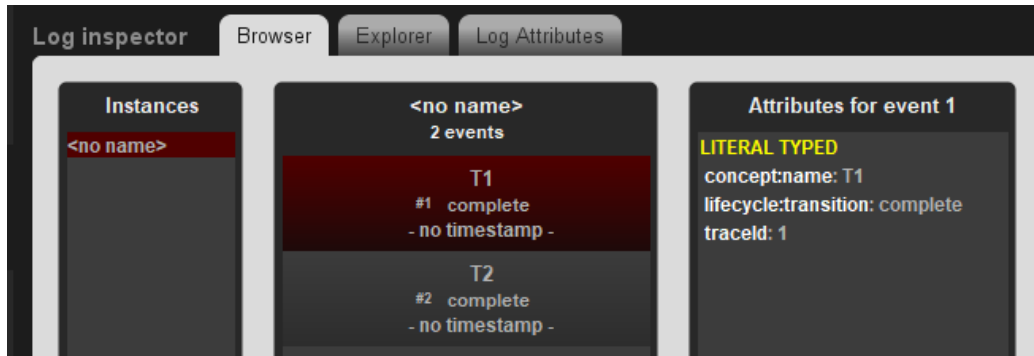 Log inspector Browser Explorer Log Attributes
Instances
<no name>
<no name>
2 events
T1
#1 complete
- no timestamp -
T2
#2 complete
- no timestamp -
Attributes for event 1
LITERAL TYPED
concept:name: T1
lifecycle:transition: complete
traceId: 1